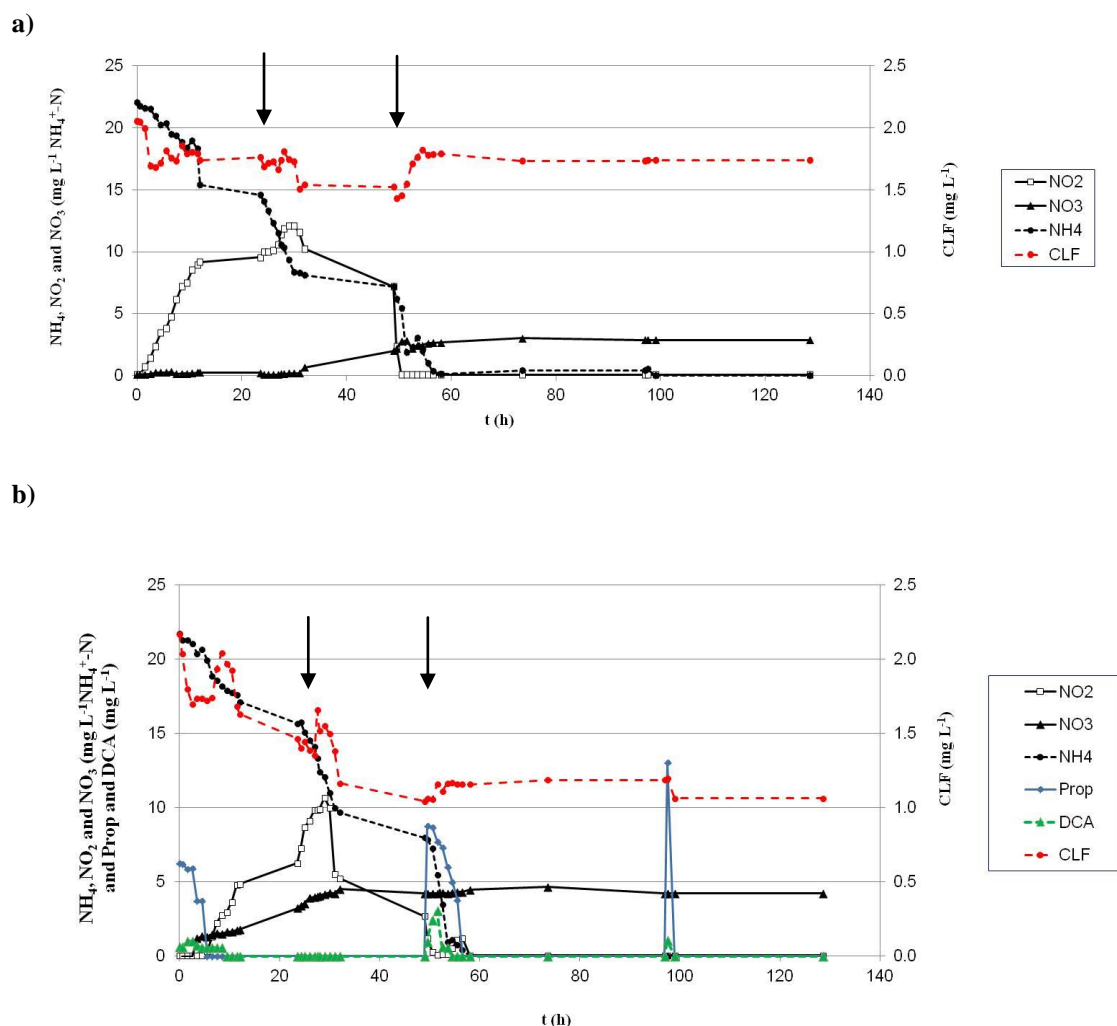 a)
25
20
15
10
5
0
2.5
2.0
1.5
1.0
0.5
0.0
0
20
40
60
80
100
120
140
NH₄, NO₂ and NO₃ (mg L⁻¹ NH₄⁺-N)
CLF (mg L⁻¹)
t (h)
NO2
NO3
NH4
CLF
b)
25
20
15
10
5
0
2.5
2.0
1.5
1.0
0.5
0.0
0
20
40
60
80
100
120
140
NH₄, NO₂ and NO₃ (mg L⁻¹NH₄⁺-N)
and Prop and DCA (mg L⁻¹)
CLF (mg L⁻¹)
t (h)
NO2
NO3
NH4
Prop
DCA
CLF